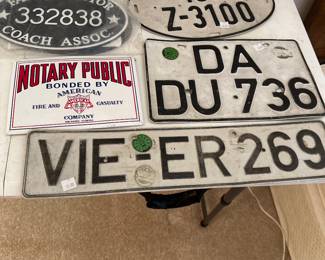 332838
COACH ASSOC.
Z-3100
NOTARY PUBLIC
BONDED BY
AMERICAN
FIRE AND CASUALTY
COMPANY
DA
DU 736
VIE-ER 269